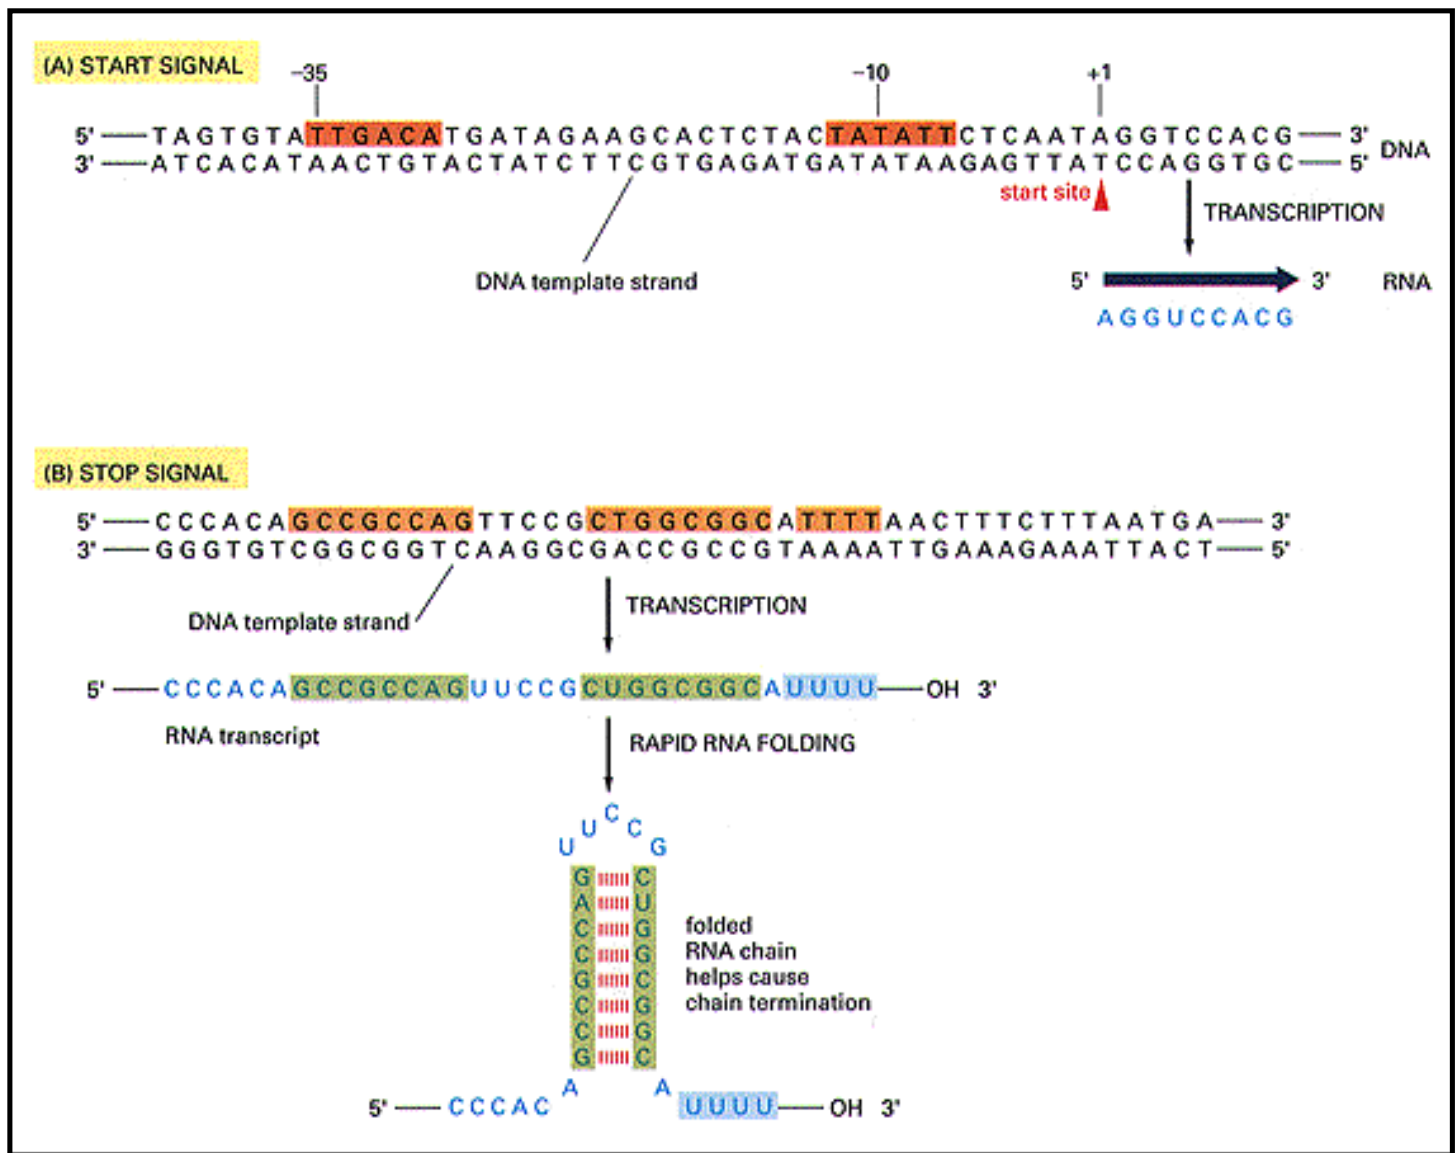 (A) START SIGNAL
−35
−10
+1
5' TAGTGTATTGACATGATAGAAGCACTCTACTATATTCTCAATAGGTCCACG 3'
3' ATCACATAACTGTACTATCTTCGTGAGATGATATAAGAGTTATCCAGGTGC 5'
DNA
start site
TRANSCRIPTION
DNA template strand
5' 3' RNA
AGGUCCACG
(B) STOP SIGNAL
5' CCCACAGCCGCCAGTTCCGCTGGCGGCATTTTAACTTTCTTTAATGA 3'
3' GGGTGTCGGCGGTCAAGGCGACCGCCGTAAAATTGAAAGAAATTACT 5'
DNA template strand
TRANSCRIPTION
5' CCCACAGCCGCCAGUUCCGCUGGCGGCAUUUU OH 3'
RNA transcript
RAPID RNA FOLDING
C
U C
U G
G C
A U
C G
C G
G C
C G
C G
G C
folded
RNA chain
helps cause
chain termination
A A
5' CCCAC UUUU OH 3'